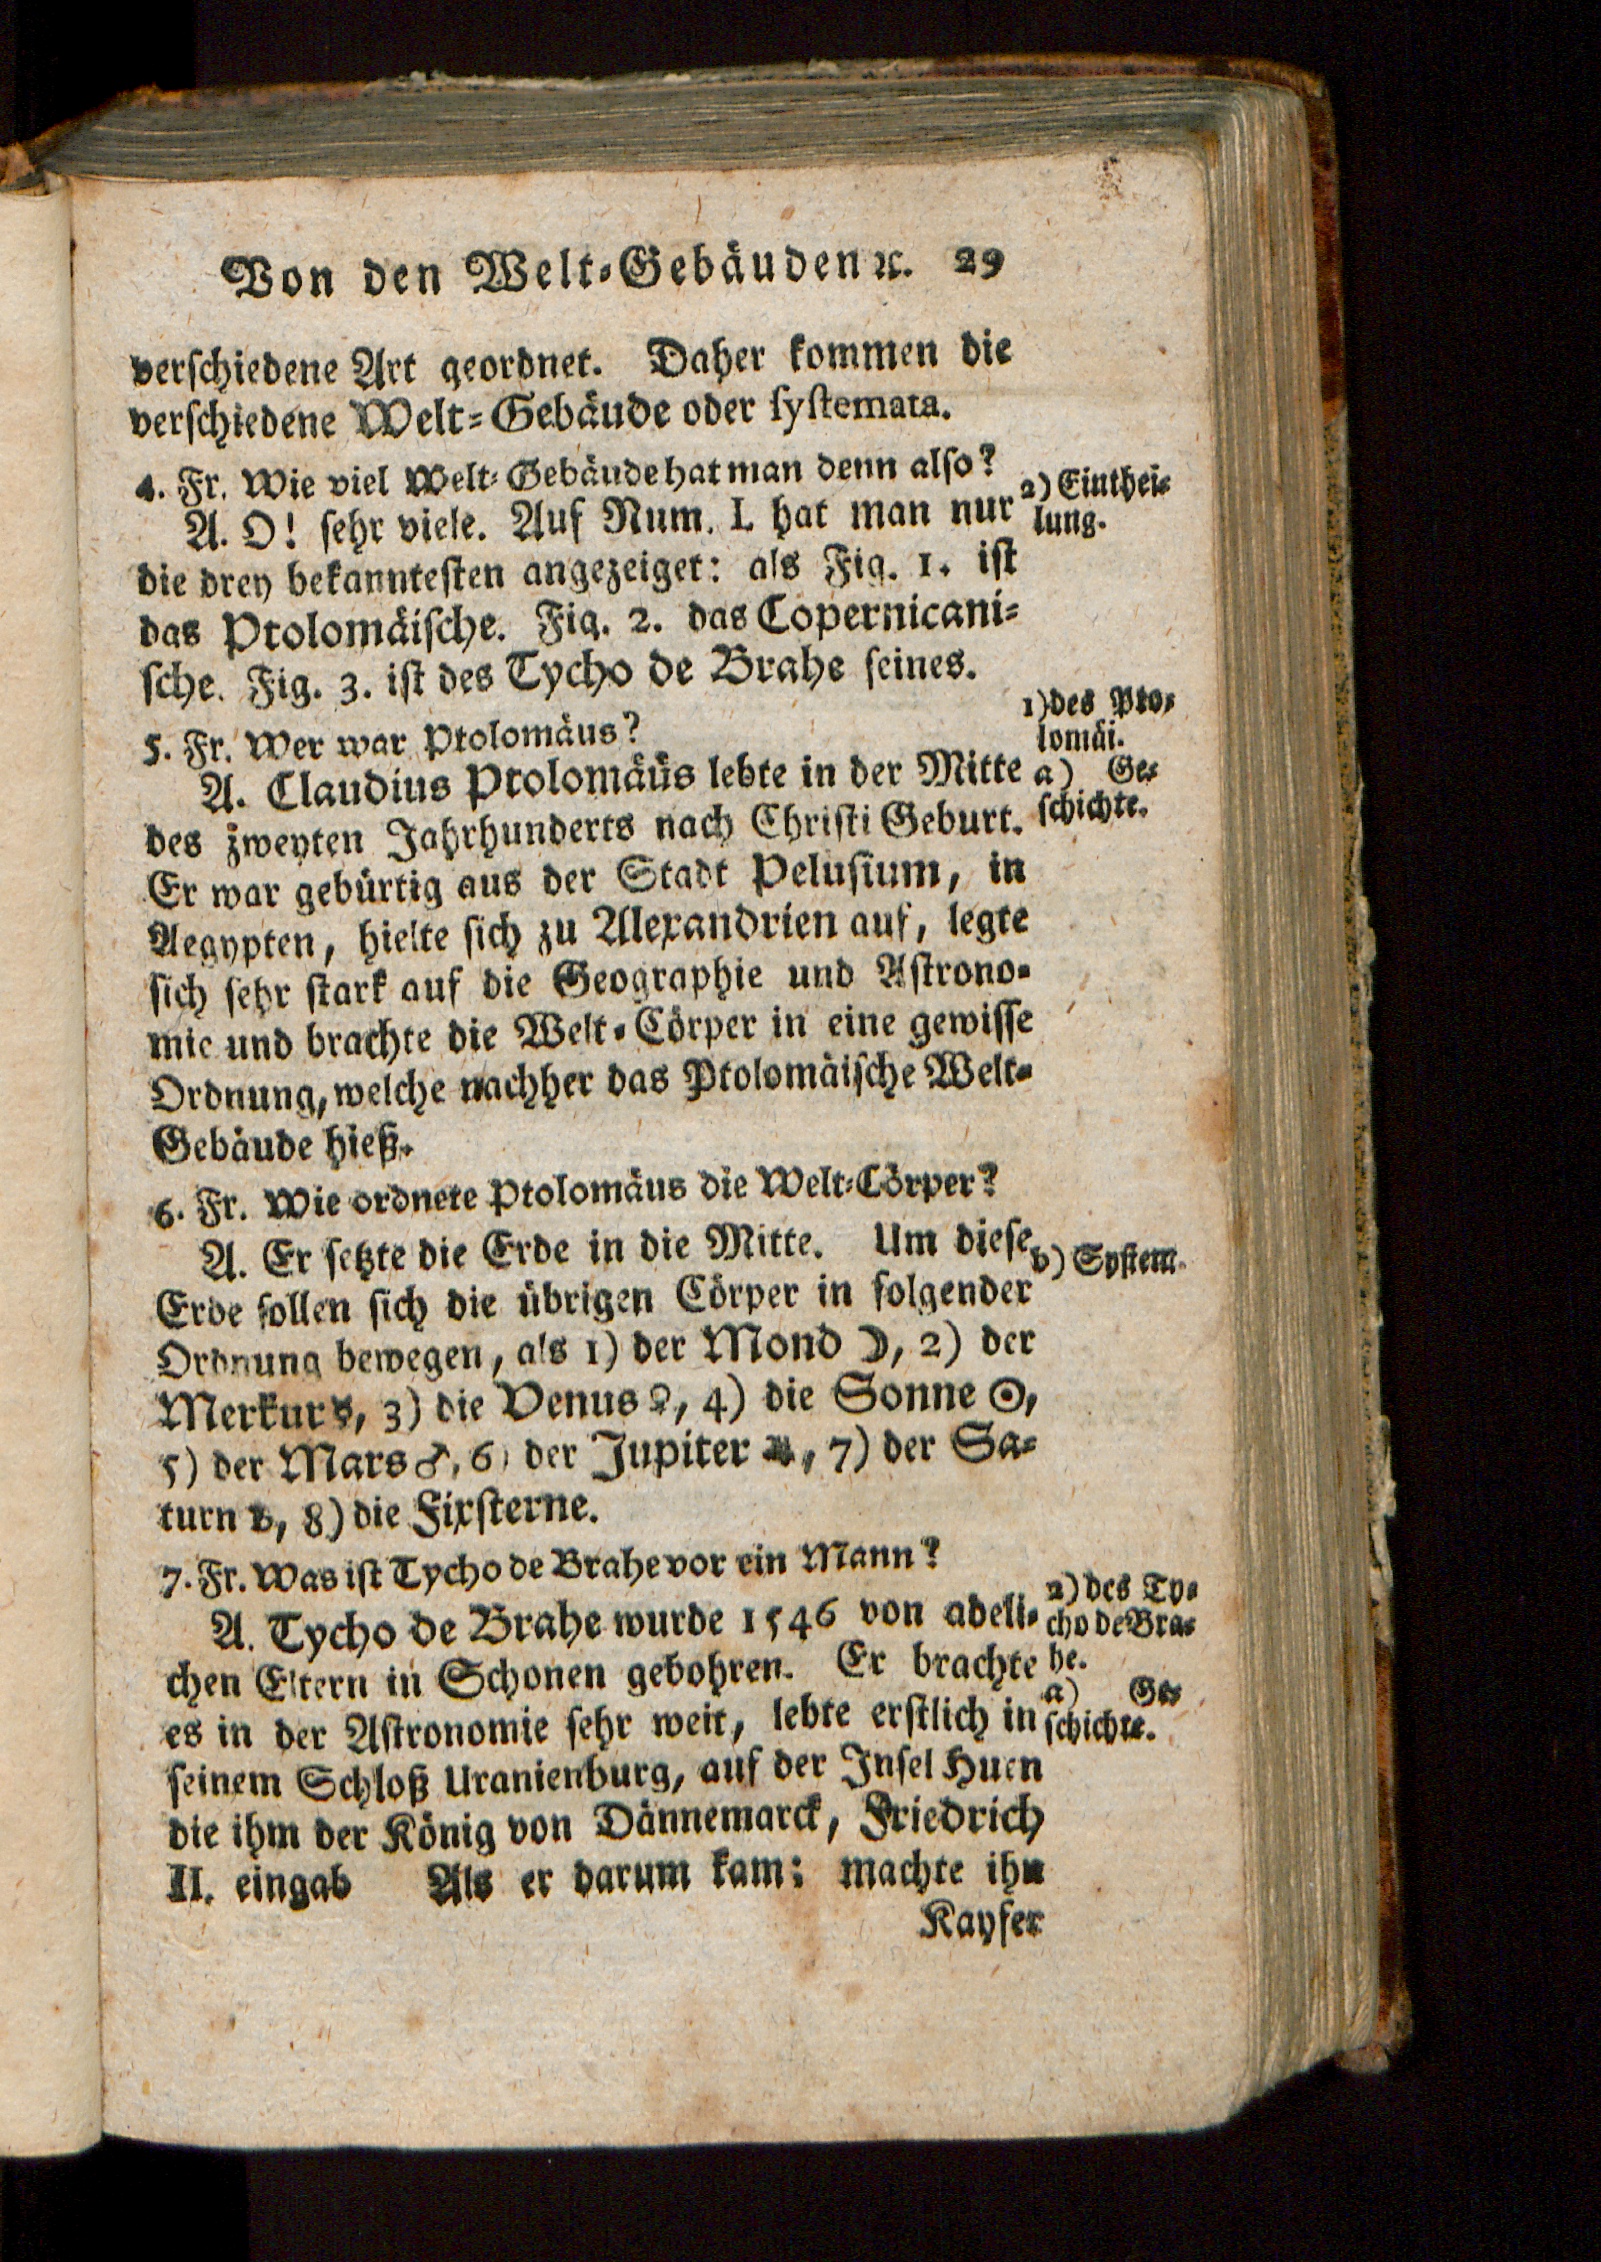 Von den Welt-Gebäuden ꝛc. 29
verschiedene Art geordnet. Daher kommen die
verschiedene Welt-Gebäude oder systemata.
4. Fr. Wie viel Welt-Gebäude hat man denn also?
2) Einthei-
lung.
A. O! sehr viele. Auf Num. I. hat man nur
die drey bekanntesten angezeiget: als Fig. 1. ist
das Ptolomäische. Fig. 2. das Copernicani-
sche. Fig. 3. ist des Tycho de Brahe seines.
5. Fr. Wer war Ptolomäus?
1) des Pto-
lomäi.
a) Ge-
schichte.
A. Claudius Ptolomäus lebte in der Mitte
des zweyten Jahrhunderts nach Christi Geburt.
Er war gebürtig aus der Stadt Pelusium, in
Aegypten, hielte sich zu Alexandrien auf, legte
sich sehr stark auf die Geographie und Astrono-
mie und brachte die Welt-Cörper in eine gewisse
Ordnung, welche nachher das Ptolomäische Welt-
Gebäude hieß.
6. Fr. Wie ordnete Ptolomäus die Welt-Cörper?
A. Er setzte die Erde in die Mitte. Um diese
b) System.
Erde sollen sich die übrigen Cörper in folgender
Ordnung bewegen, als 1) der Mond ☽, 2) der
Merkur ☿, 3) die Venus ♀, 4) die Sonne ☉,
5) der Mars ♂, 6) der Jupiter ♃, 7) der Sa-
turn ♄, 8) die Fixsterne.
7. Fr. Was ist Tycho de Brahe vor ein Mann?
2) des Ty-
cho de Bra-
he.
a) Ge-
schichte.
A. Tycho de Brahe wurde 1546 von adeli-
chen Eltern in Schonen gebohren. Er brachte
es in der Astronomie sehr weit, lebte erstlich in
seinem Schloß Uranienburg, auf der Insel Huen
die ihm der König von Dännemarck, Friedrich
II. eingab Als er darum kam: machte ihn
Kayser